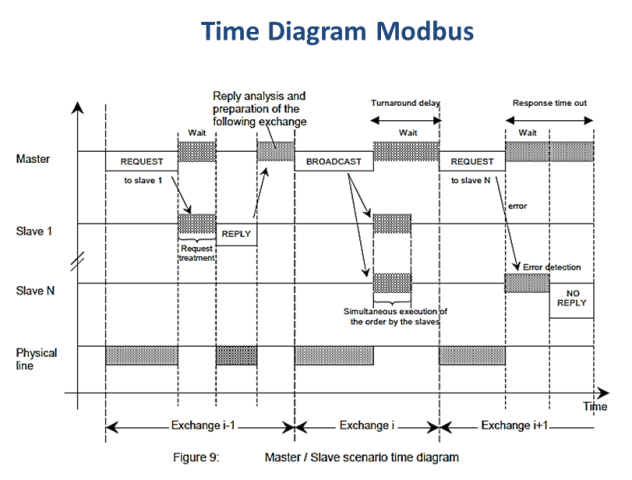 Time Diagram Modbus
Reply analysis and
preparation of the
following exchange
Turnaround delay
Response time out
Wait
Wait
Wait
Master
REQUEST
BROADCAST
REQUEST
to slave 1
to slave N
error
Slave 1
REPLY
Request
treatment
Error detection
Slave N
NO
REPLY
Simultaneous execution of
the order by the slaves
Physical
line
Time
Exchange i-1
Exchange i
Exchange i+1
Figure 9:
Master / Slave scenario time diagram